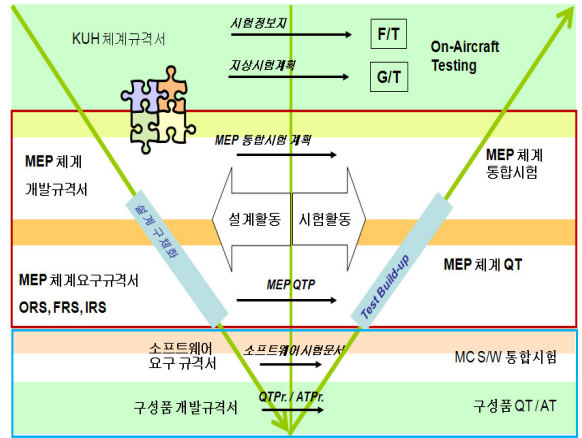 시험정보지
F/T
KUH 체계규격서
On-Aircraft
Testing
지상시험계획
G/T
MEP 통합시험 계획
MEP 체계
개발규격서
MEP 체계
통합시험
설계 구체화
설계활동
시험활동
Test Build-up
MEP 체계 QT
MEP 체계요구규격서
ORS, FRS, IRS
MEP QTP
소프트웨어
요구 규격서
소프트웨어시험문서
MC S/W 통합시험
QTPr. / ATPr.
구성품 개발규격서
구성품 QT / AT